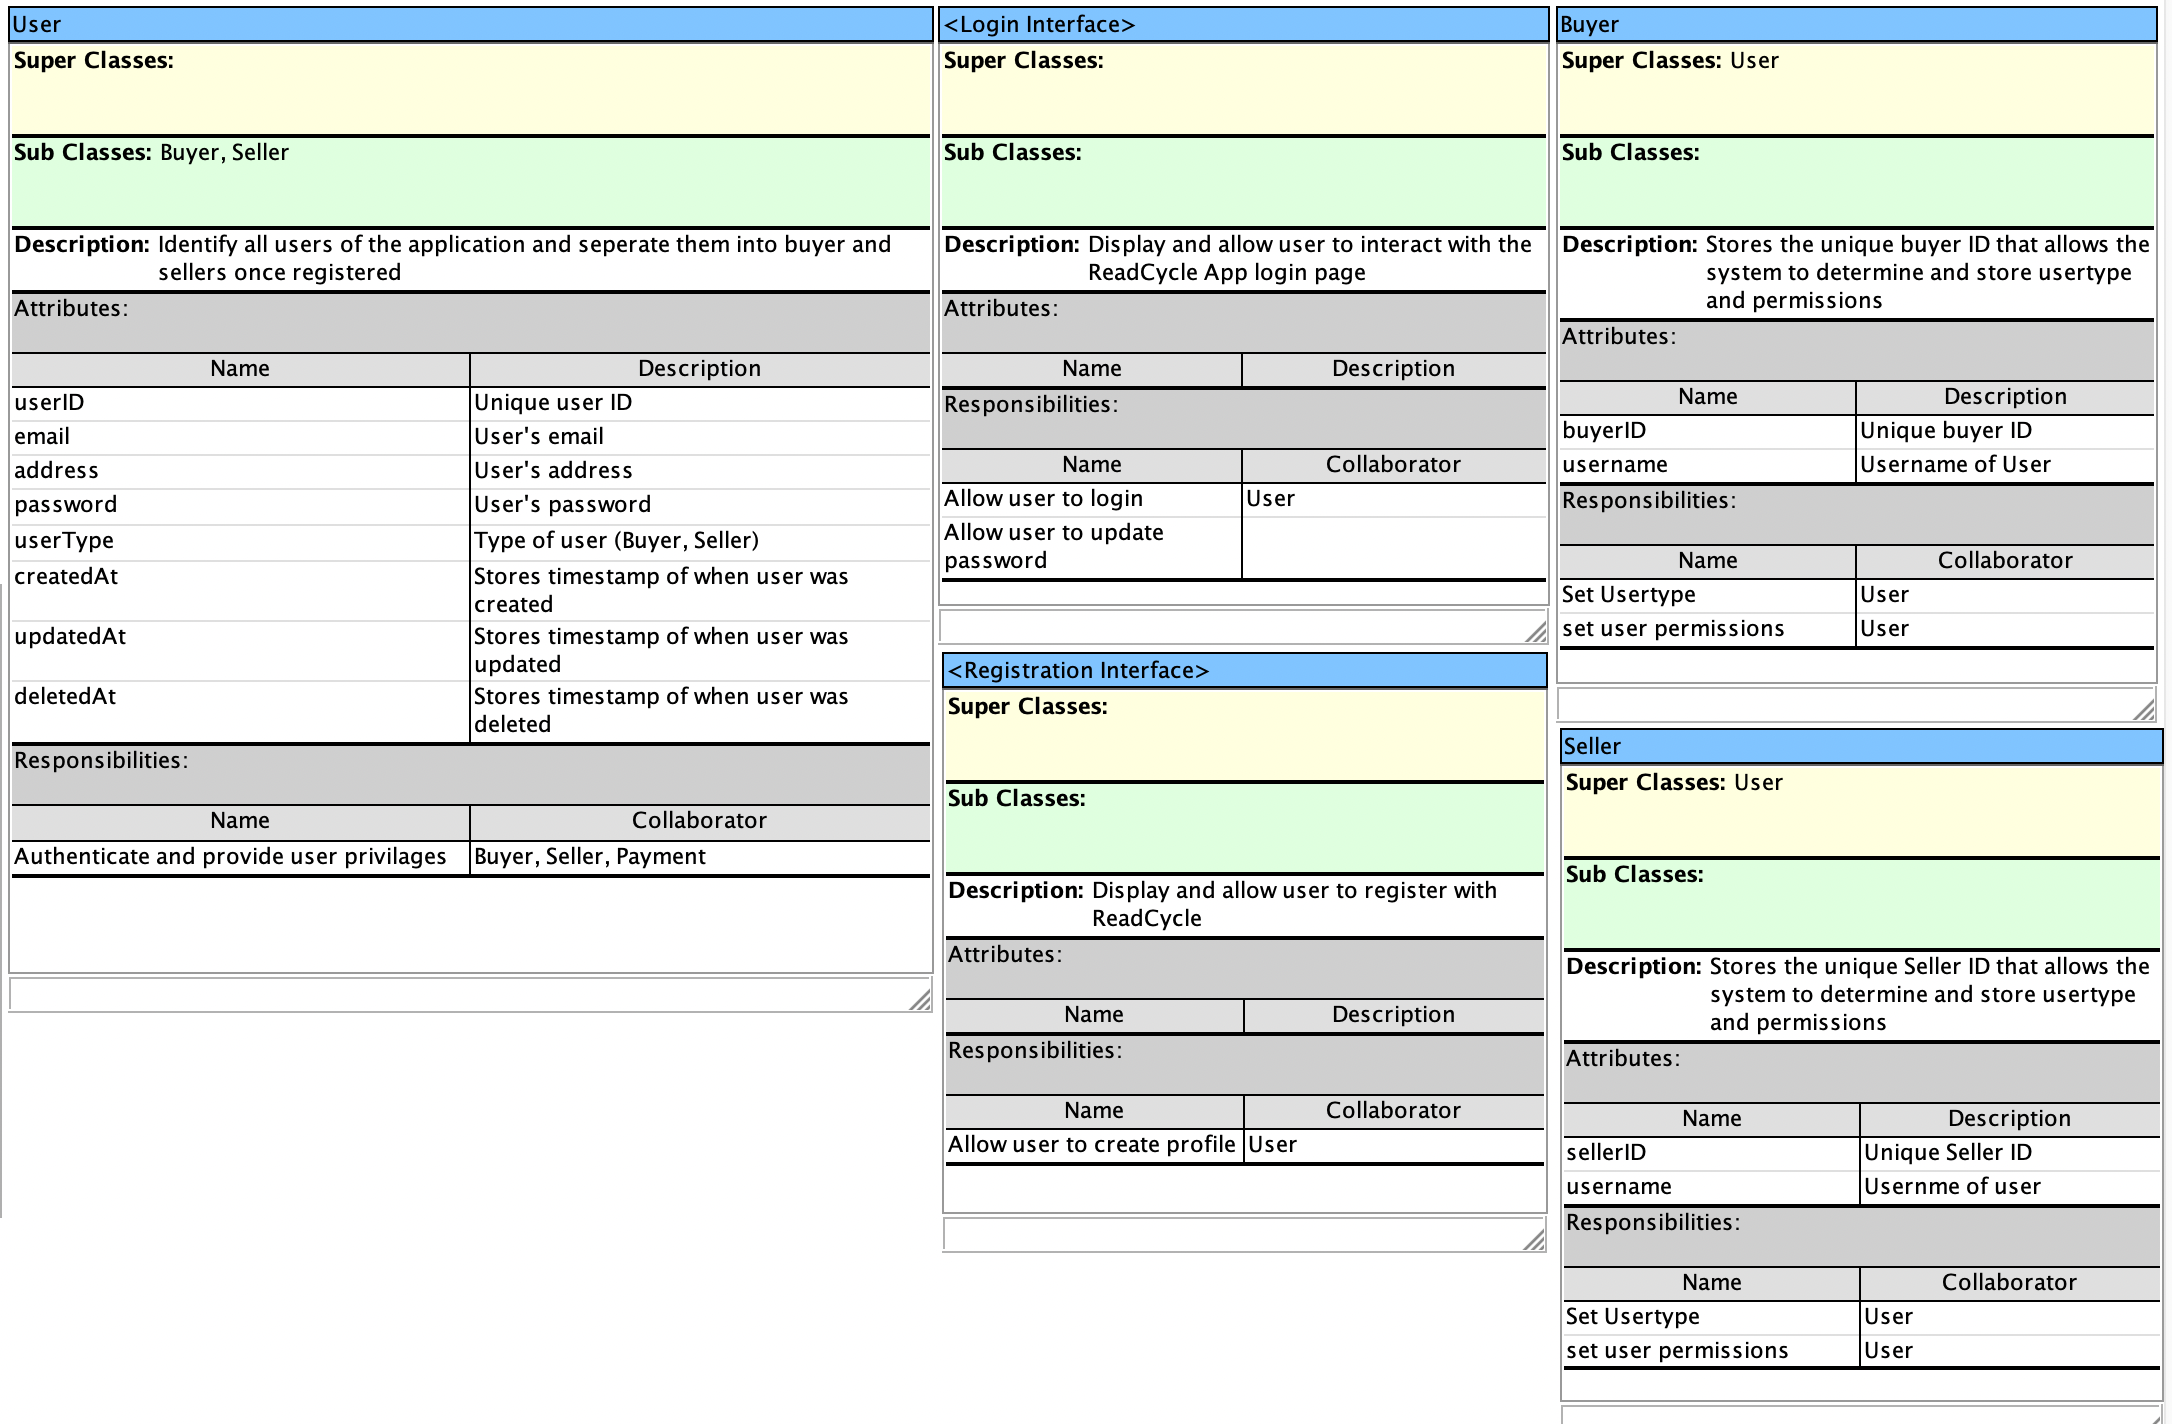 User
Super Classes:
Sub Classes: Buyer, Seller
Description: Identify all users of the application and seperate them into buyer and
sellers once registered
Attributes:
Name Description
userID Unique user ID
email User's email
address User's address
password User's password
userType Type of user (Buyer, Seller)
createdAt Stores timestamp of when user was
created
updatedAt Stores timestamp of when user was
updated
deletedAt Stores timestamp of when user was
deleted
Responsibilities:
Name Collaborator
Authenticate and provide user privilages Buyer, Seller, Payment
<Login Interface>
Super Classes:
Sub Classes:
Description: Display and allow user to interact with the
ReadCycle App login page
Attributes:
Name Description
Responsibilities:
Name Collaborator
Allow user to login User
Allow user to update
password
<Registration Interface>
Super Classes:
Sub Classes:
Description: Display and allow user to register with
ReadCycle
Attributes:
Name Description
Responsibilities:
Name Collaborator
Allow user to create profile User
Buyer
Super Classes: User
Sub Classes:
Description: Stores the unique buyer ID that allows the
system to determine and store usertype
and permissions
Attributes:
Name Description
buyerID Unique buyer ID
username Username of User
Responsibilities:
Name Collaborator
Set Usertype User
set user permissions User
Seller
Super Classes: User
Sub Classes:
Description: Stores the unique Seller ID that allows the
system to determine and store usertype
and permissions
Attributes:
Name Description
sellerID Unique Seller ID
username Usernme of user
Responsibilities:
Name Collaborator
Set Usertype User
set user permissions User